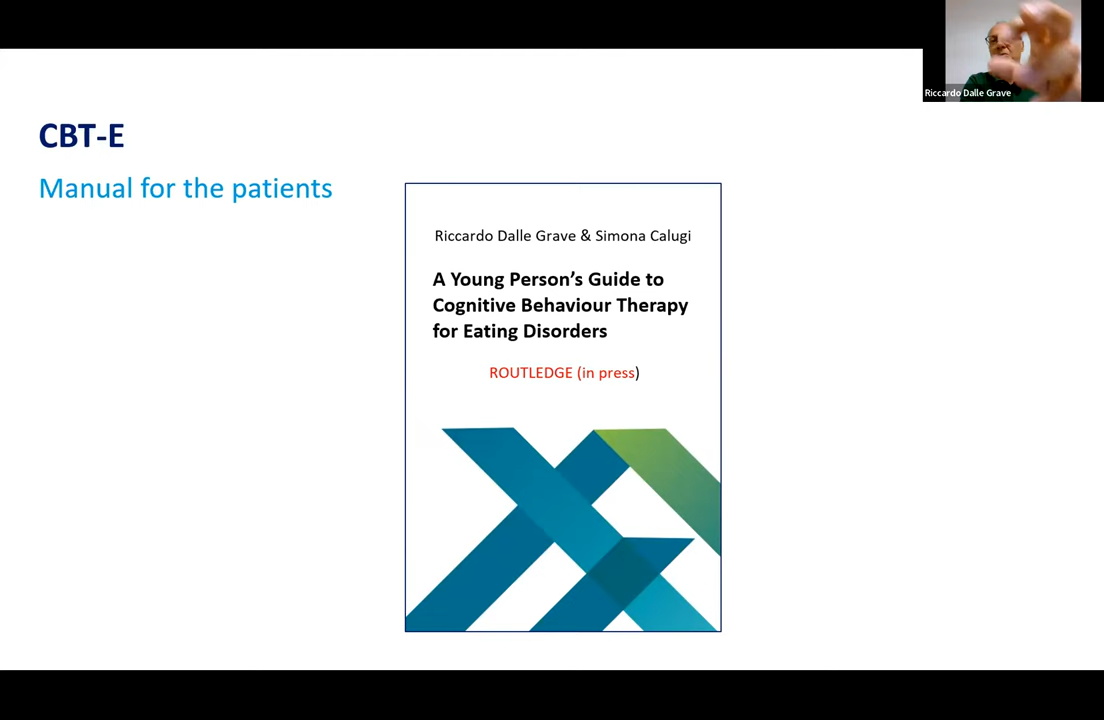 Riccardo Dalle Grave
CBT-E
Manual for the patients
Riccardo Dalle Grave & Simona Calugi
A Young Person’s Guide to
Cognitive Behaviour Therapy
for Eating Disorders
ROUTLEDGE (in press)